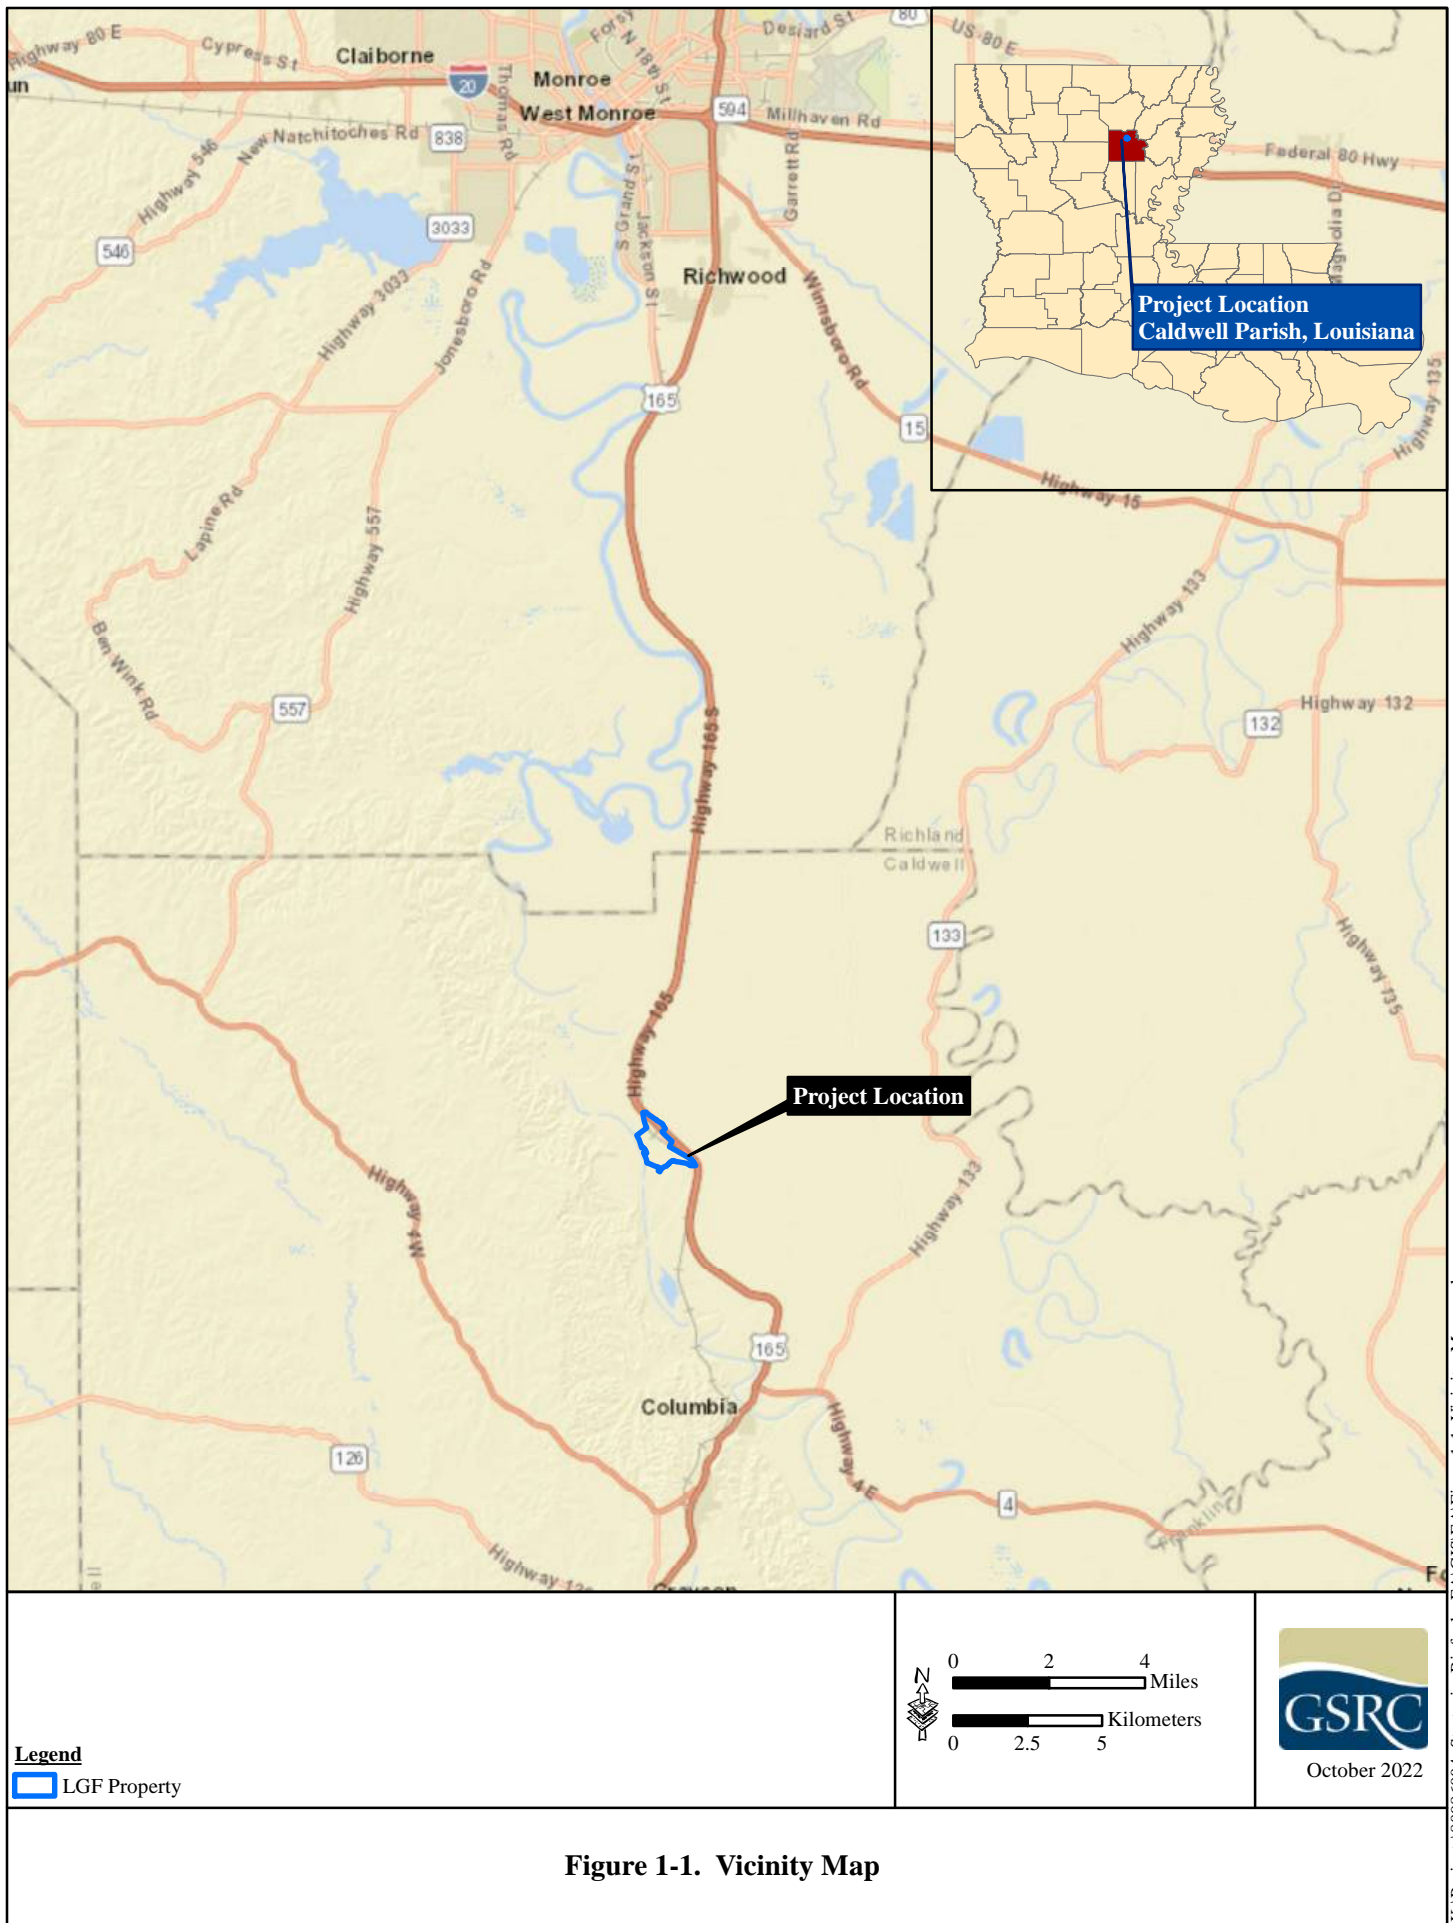 Highway 80 E
Cypress St
Claiborne
20
Thomas Rd
Monroe
West Monroe
N 18th St
Desiard St
80
US-80 E
594
Millhaven Rd
Garrett Rd
Federal 80 Hwy
Magnolia Dr
New Natchitoches Rd
838
Highway 546
546
3033
Highway 3033
Jonesboro Rd
S Grand St
Jackson St
Richwood
Winnsboro Rd
Project Location
Caldwell Parish, Louisiana
165
15
Highway 15
Highway 135
Lapine Rd
Highway 557
Ben Wink Rd
557
Highway 133
Highway 132
132
Highway 165 S
Richland
Caldwell
133
Highway 135
Highway 165
Project Location
Highway 4 W
Highway 133
165
Columbia
126
Highway 4 E
4
Franklin
Legend
LGF Property
N
0 2 4
Miles
Kilometers
0 2.5 5
GSRC
October 2022
Figure 1-1. Vicinity Map